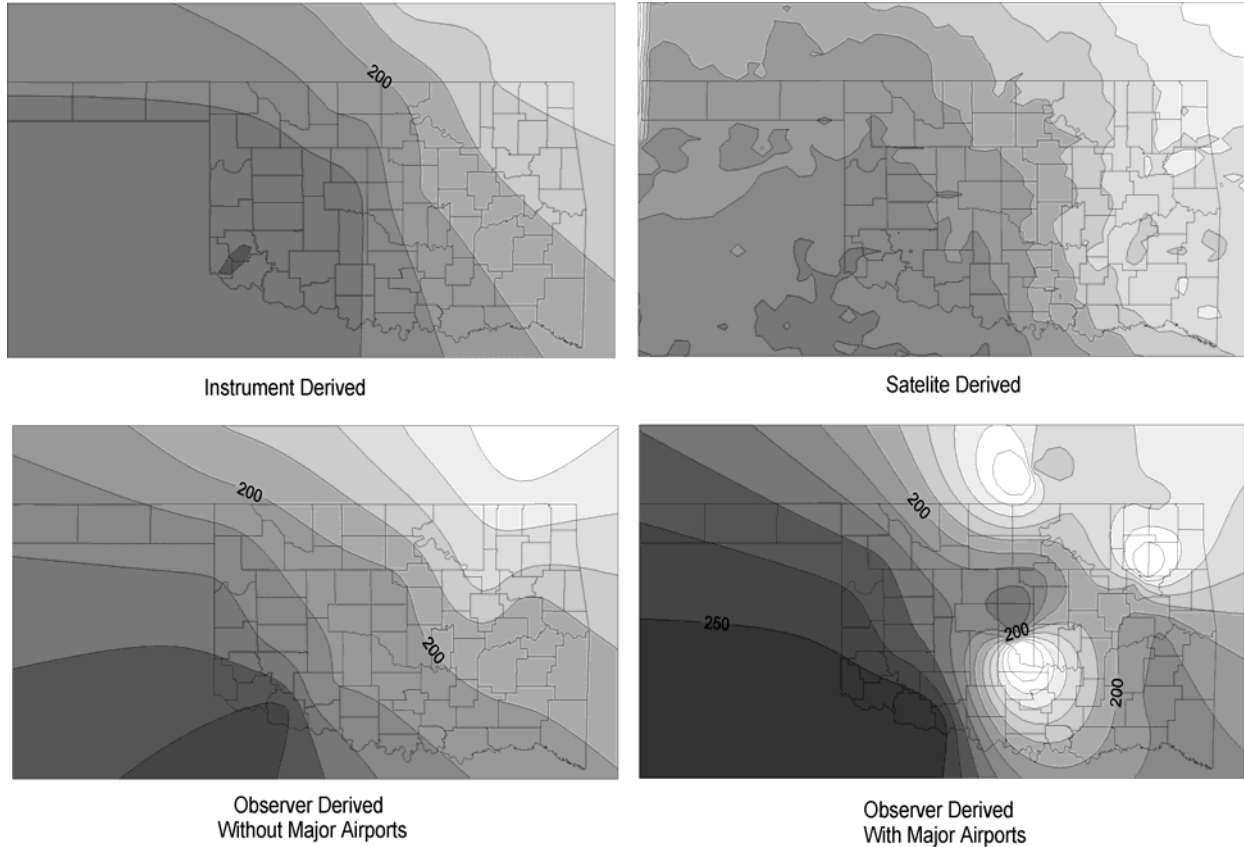 200
Instrument Derived
Satelite Derived
200
200
Observer Derived
Without Major Airports
200
250
200
200
Observer Derived
With Major Airports